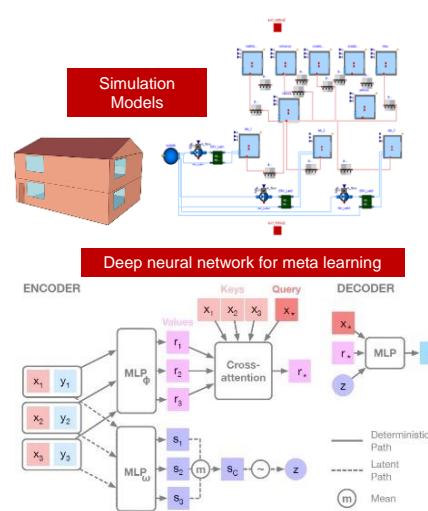 Simulation
Models
Deep neural network for meta learning
ENCODER
Keys
Query
DECODER
x₁ x₂ x₃ x*
Values
x₁ y₁
x₂ y₂
x₃ y₃
MLPΦ
r₁
r₂
r₃
Cross-
attention
r*
x*
r*
z
MLP
MLPω
s₁
s₂
s₃
m
sC
~
z
Deterministic
Path
Latent
Path
m Mean